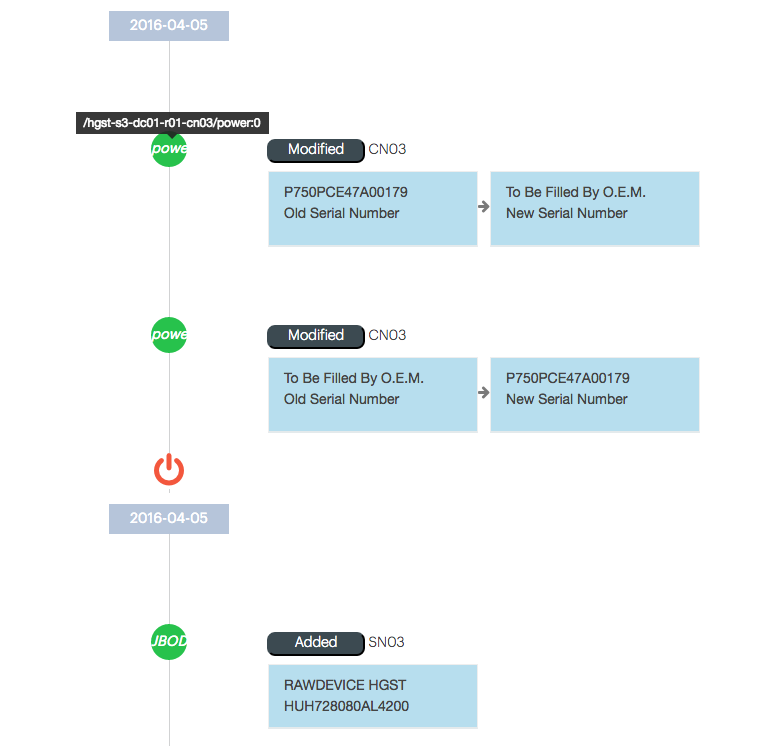 2016-04-05
/hgst-s3-dc01-r01-cn03/power:0
powe
Modified CN03
P750PCE47A00179
Old Serial Number
To Be Filled By O.E.M.
New Serial Number
powe
Modified CN03
To Be Filled By O.E.M.
Old Serial Number
P750PCE47A00179
New Serial Number
2016-04-05
JBOD
Added SN03
RAWDEVICE HGST
HUH728080AL4200